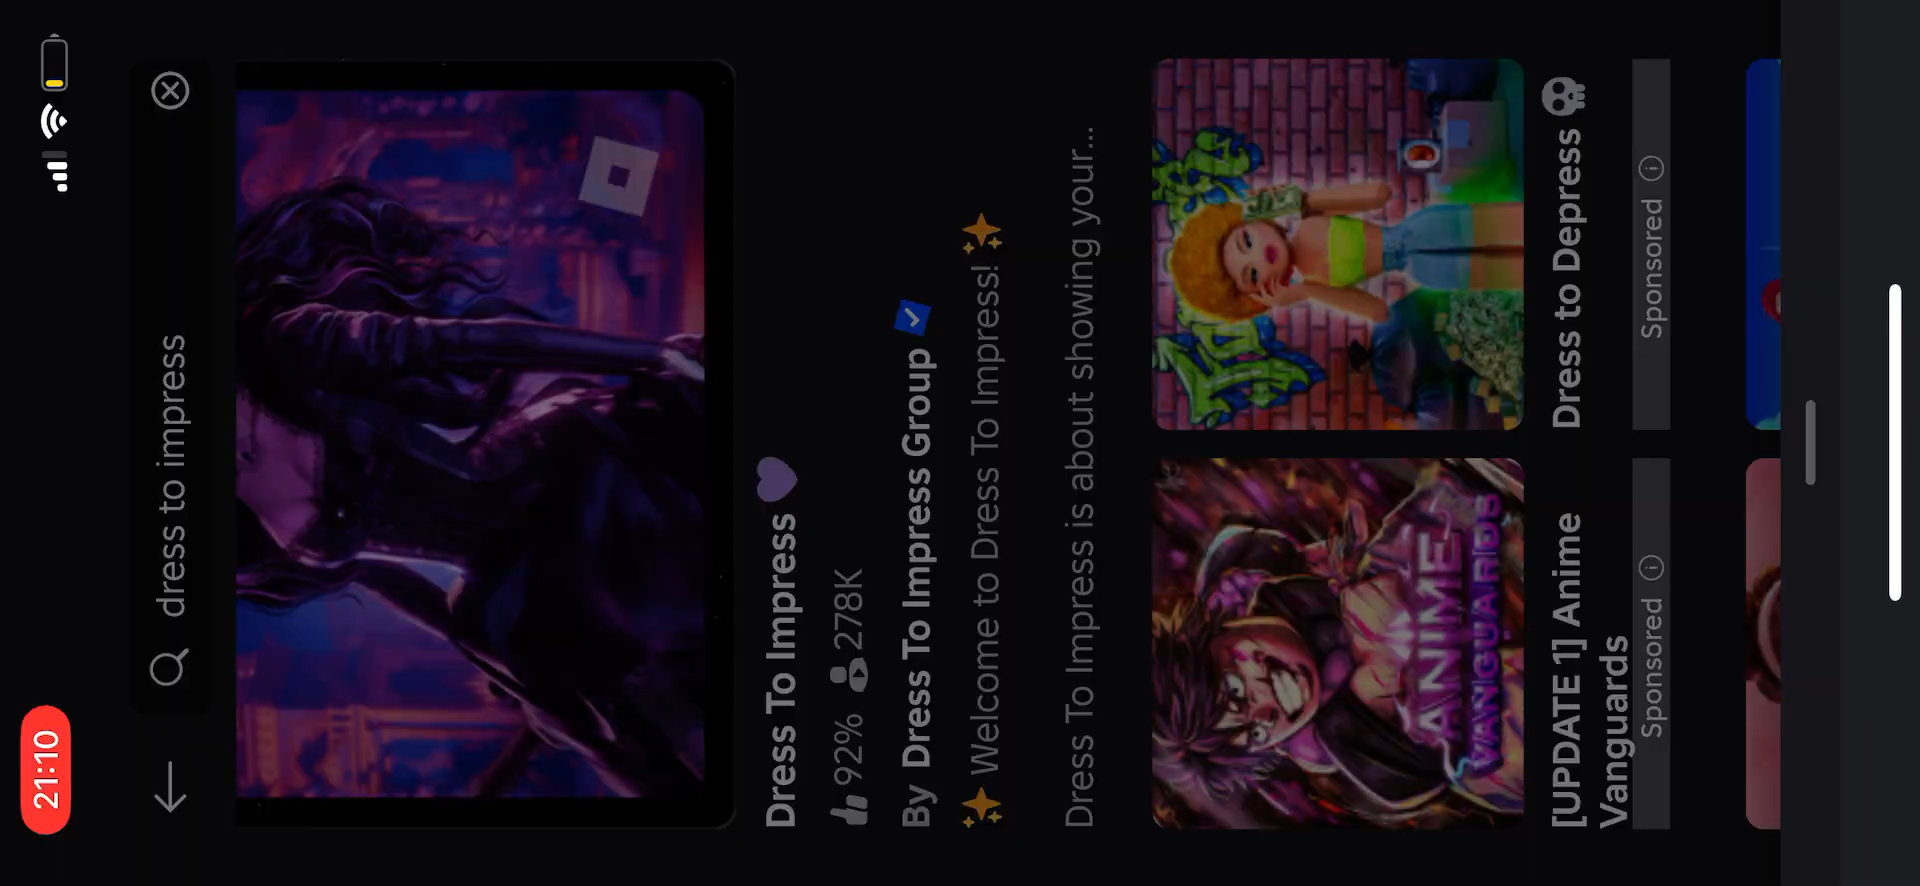 21:10
dress to impress
Dress To Impress 💜
92% 278K
By Dress To Impress Group
✨ Welcome to Dress To Impress! ✨
Dress To Impress is about showing your...
ANIME
VANGUARDS
[UPDATE 1] Anime
Vanguards
Sponsored
Dress to Depress 💀
Sponsored